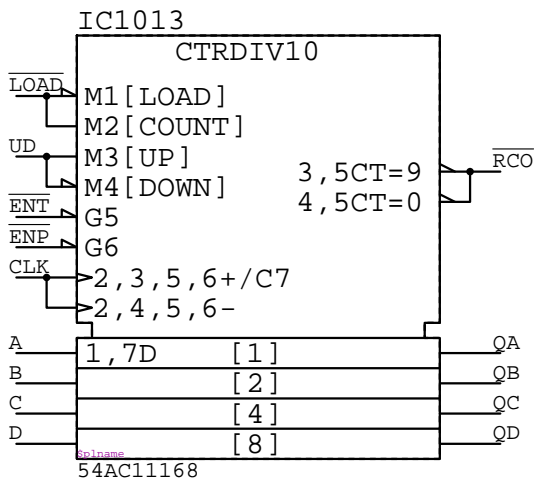 IC1013
CTRDIV10
LOAD
M1[LOAD]
M2[COUNT]
UD
M3[UP]
M4[DOWN]
3,5CT=9
RCO
4,5CT=0
ENT
G5
ENP
G6
CLK
2,3,5,6+/C7
2,4,5,6-
A
1,7D [1]
QA
B
[2]
QB
C
[4]
QC
D
[8]
QD
Splname
54AC11168